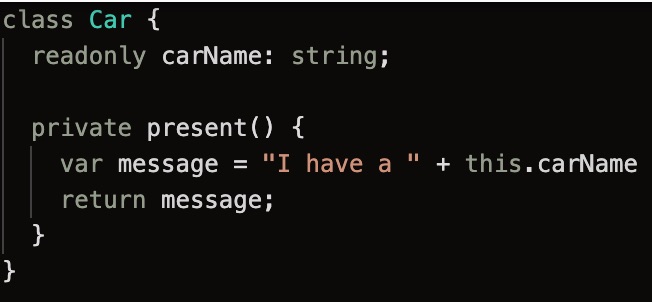 class Car {
  readonly carName: string;

  private present() {
    var message = "I have a " + this.carName
    return message;
  }
}